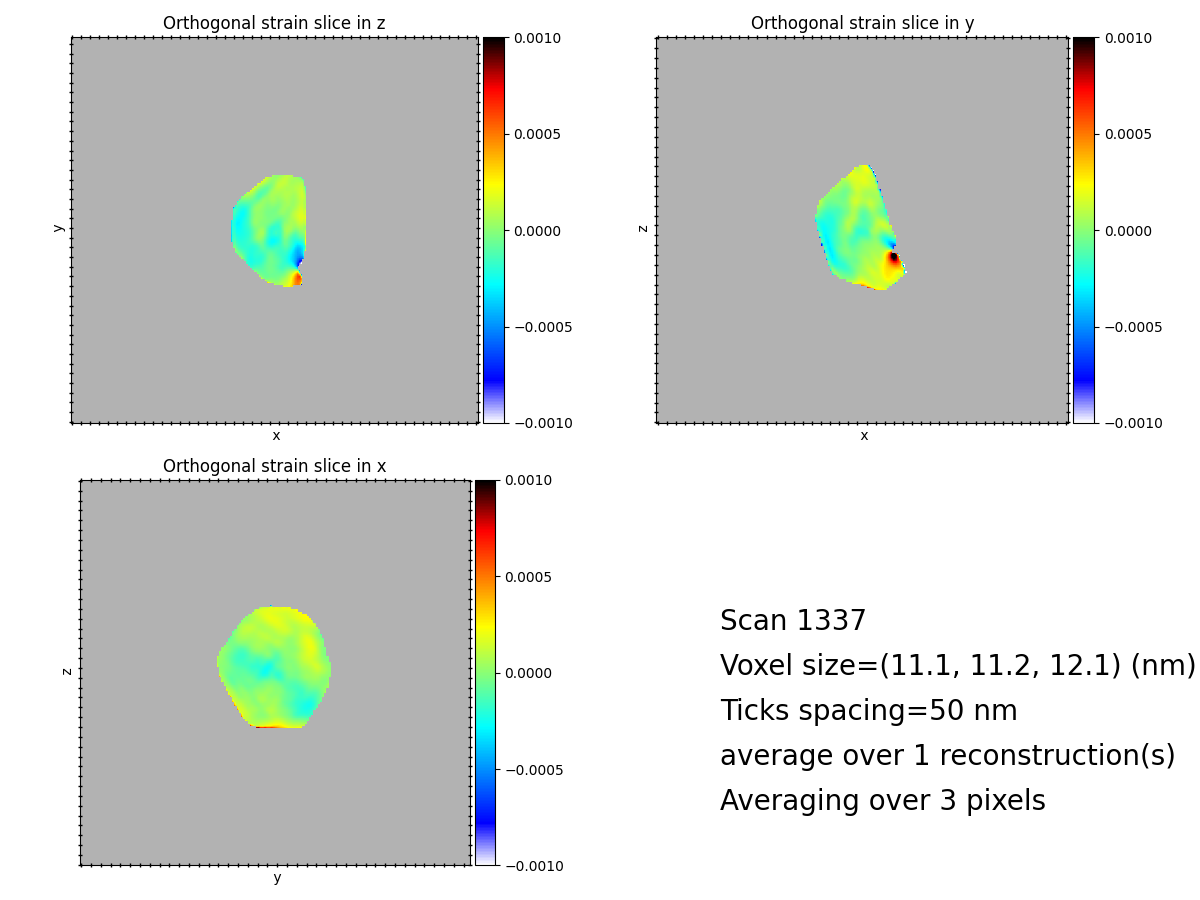 Orthogonal strain slice in z
y
x
0.0010
0.0005
0.0000
−0.0005
−0.0010
Orthogonal strain slice in y
z
x
0.0010
0.0005
0.0000
−0.0005
−0.0010
Orthogonal strain slice in x
z
y
0.0010
0.0005
0.0000
−0.0005
−0.0010
Scan 1337
Voxel size=(11.1, 11.2, 12.1) (nm)
Ticks spacing=50 nm
average over 1 reconstruction(s)
Averaging over 3 pixels